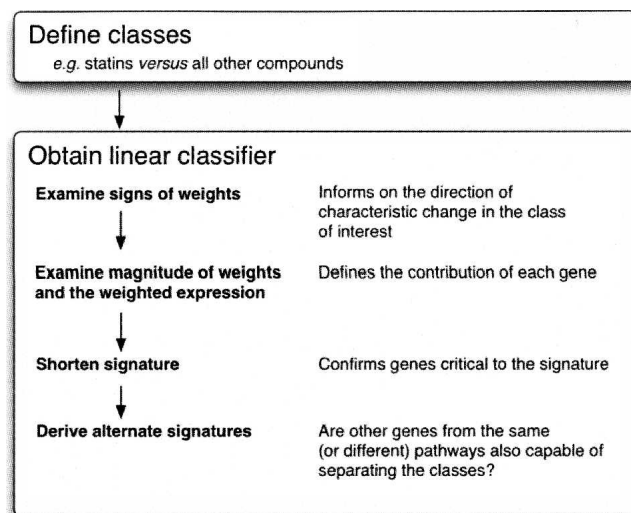 Define classes
e.g. statins versus all other compounds
Obtain linear classifier
Examine signs of weights
Informs on the direction of
characteristic change in the class
of interest
Examine magnitude of weights
and the weighted expression
Defines the contribution of each gene
Shorten signature
Confirms genes critical to the signature
Derive alternate signatures
Are other genes from the same
(or different) pathways also capable of
separating the classes?